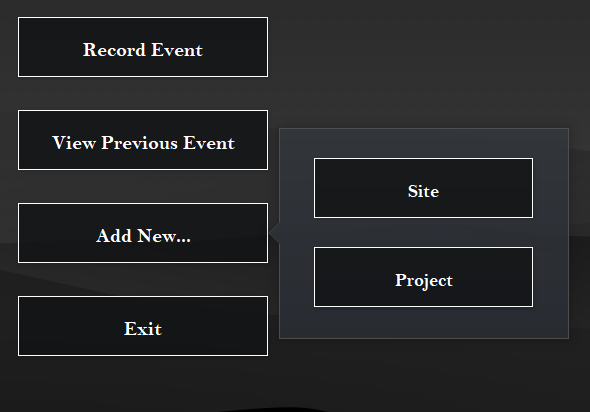 Record Event
View Previous Event
Add New...
Exit
Site
Project